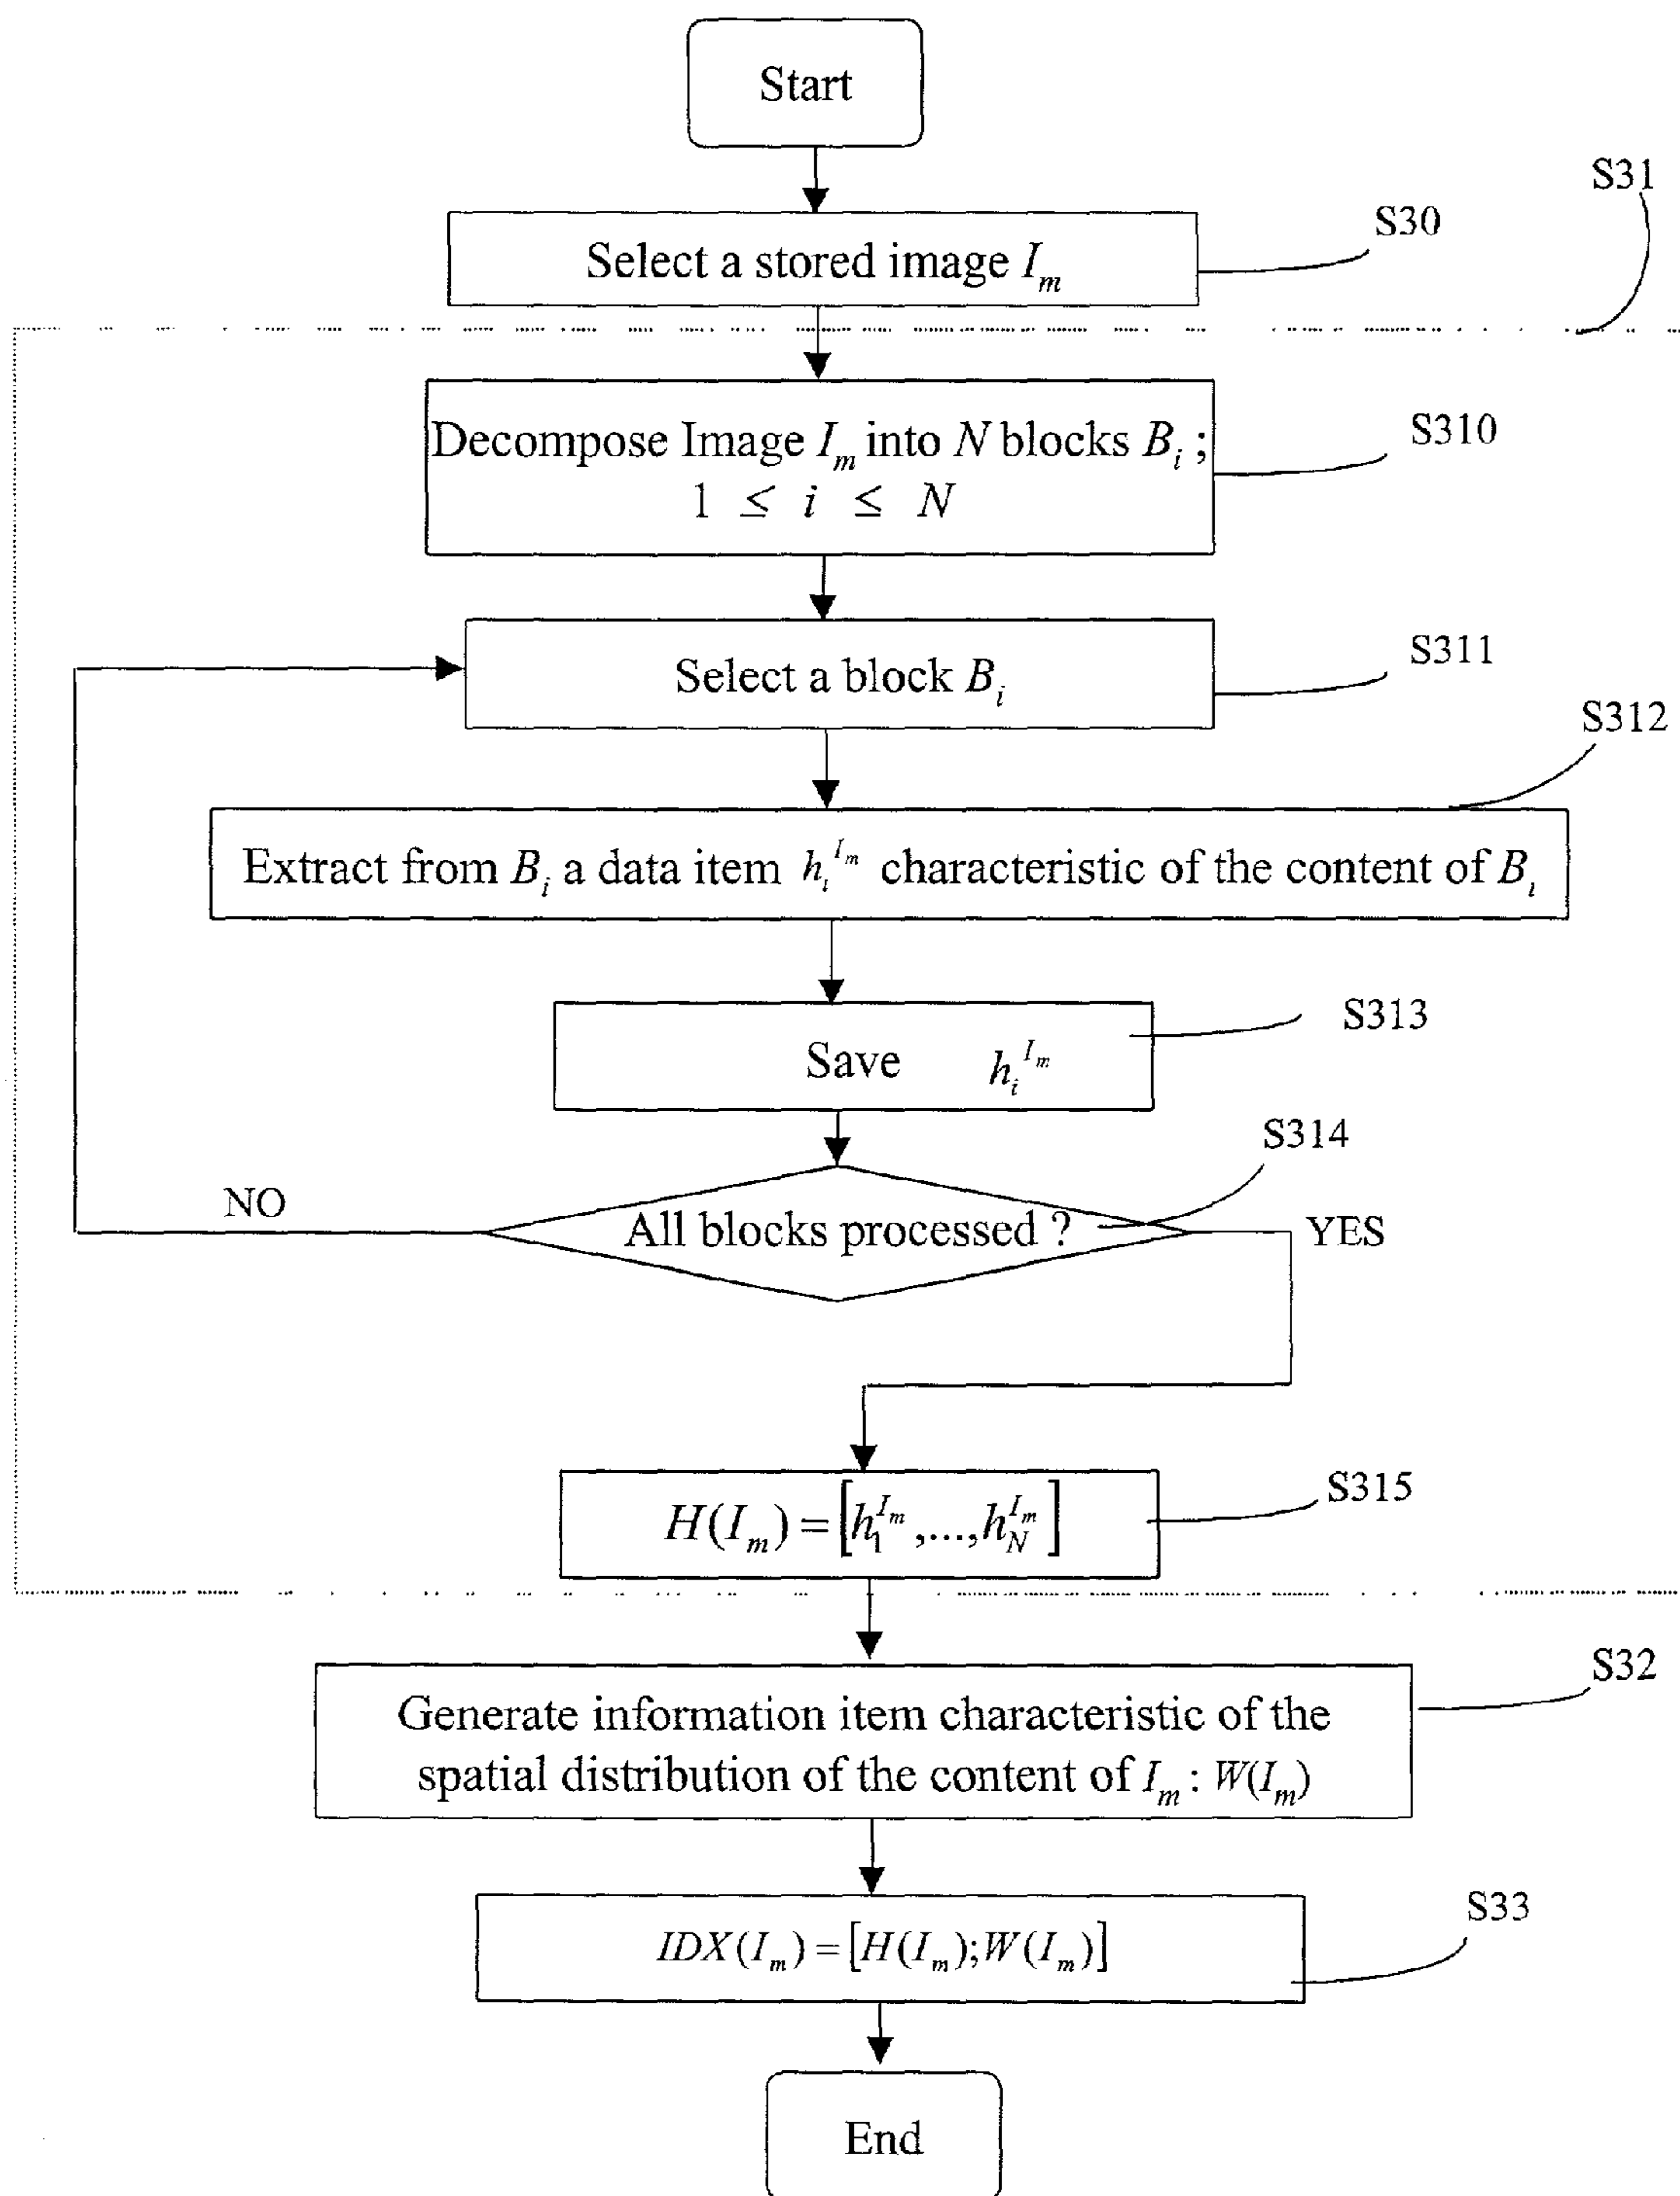 Start
S31
S30
Select a stored image I_m
Decompose Image I_m into N blocks B_i ;
1 ≤ i ≤ N
S310
Select a block B_i
S311
S312
Extract from B_i a data item h_i^{I_m} characteristic of the content of B_i
S313
Save h_i^{I_m}
S314
NO
All blocks processed ?
YES
H(I_m) = [h_1^{I_m} ,..., h_N^{I_m}]
S315
S32
Generate information item characteristic of the
spatial distribution of the content of I_m : W(I_m)
S33
IDX(I_m) = [H(I_m);W(I_m)]
End